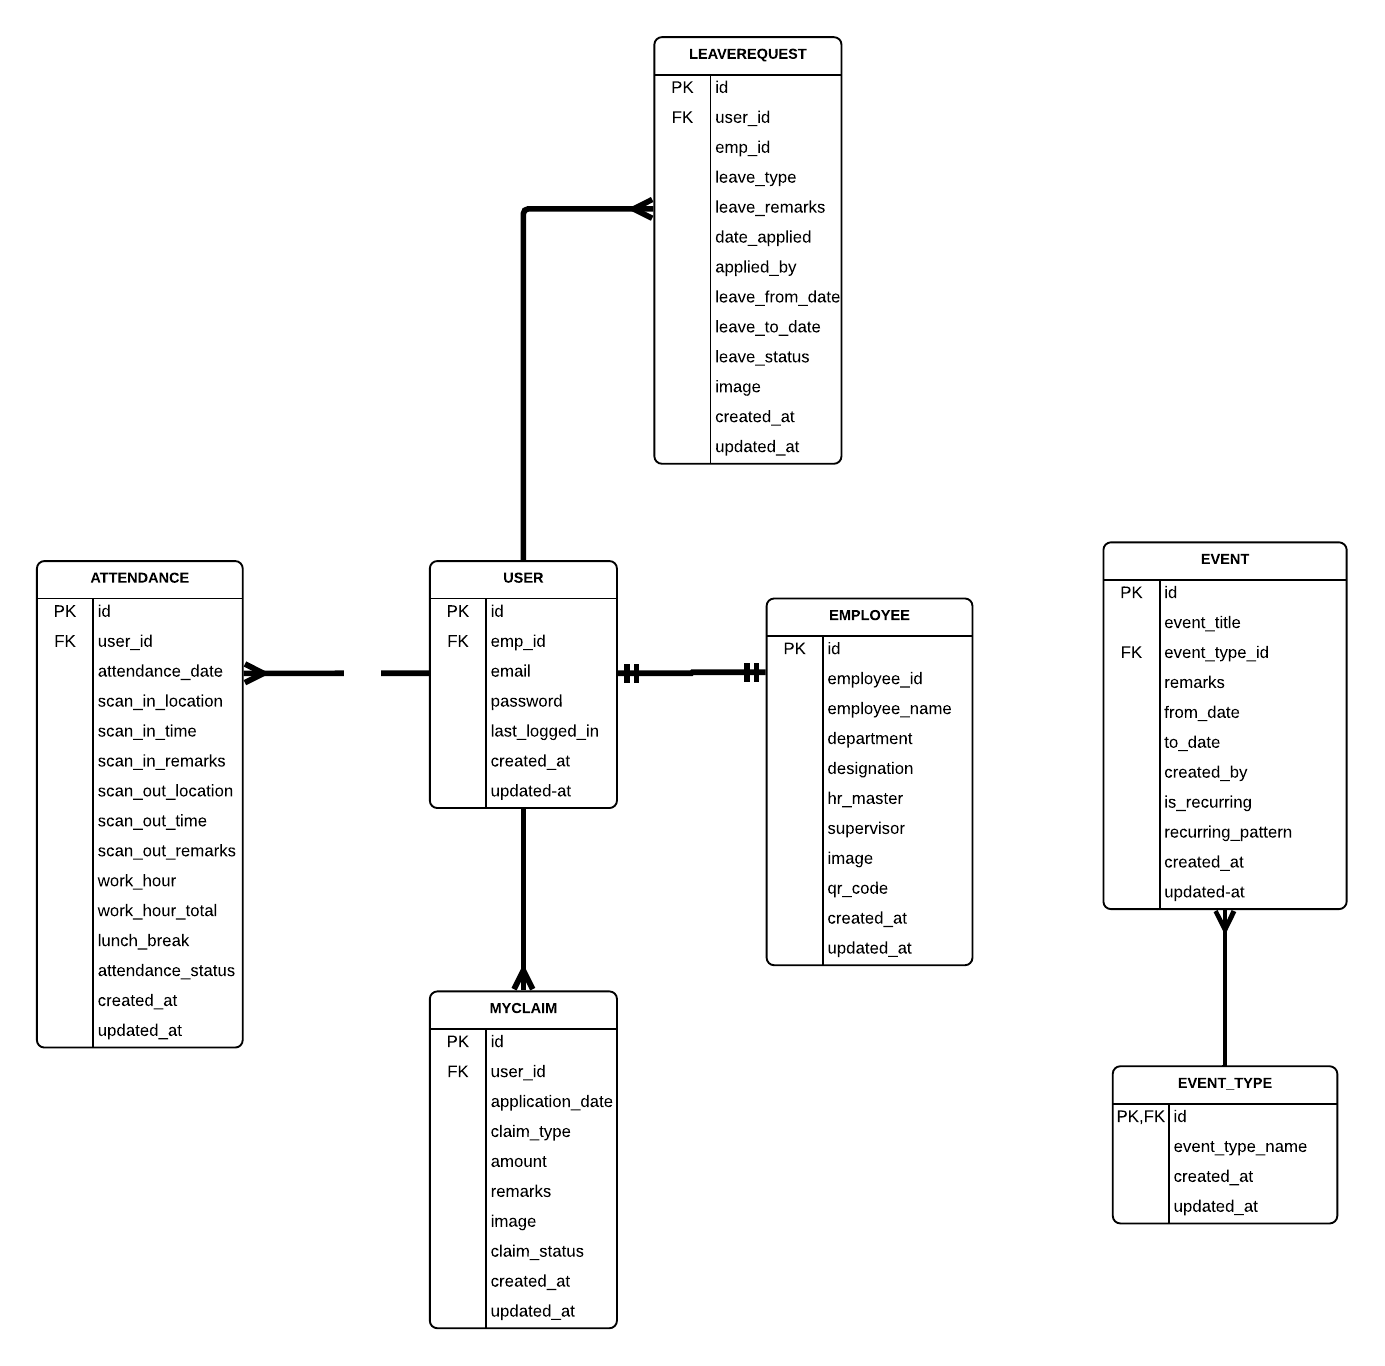 LEAVEREQUEST
PK id
FK user_id
emp_id
leave_type
leave_remarks
date_applied
applied_by
leave_from_date
leave_to_date
leave_status
image
created_at
updated_at
ATTENDANCE
PK id
FK user_id
attendance_date
scan_in_location
scan_in_time
scan_in_remarks
scan_out_location
scan_out_time
scan_out_remarks
work_hour
work_hour_total
lunch_break
attendance_status
created_at
updated_at
USER
PK id
FK emp_id
email
password
last_logged_in
created_at
updated-at
EMPLOYEE
PK id
employee_id
employee_name
department
designation
hr_master
supervisor
image
qr_code
created_at
updated_at
EVENT
PK id
event_title
FK event_type_id
remarks
from_date
to_date
created_by
is_recurring
recurring_pattern
created_at
updated-at
MYCLAIM
PK id
FK user_id
application_date
claim_type
amount
remarks
image
claim_status
created_at
updated_at
EVENT_TYPE
PK,FK id
event_type_name
created_at
updated_at